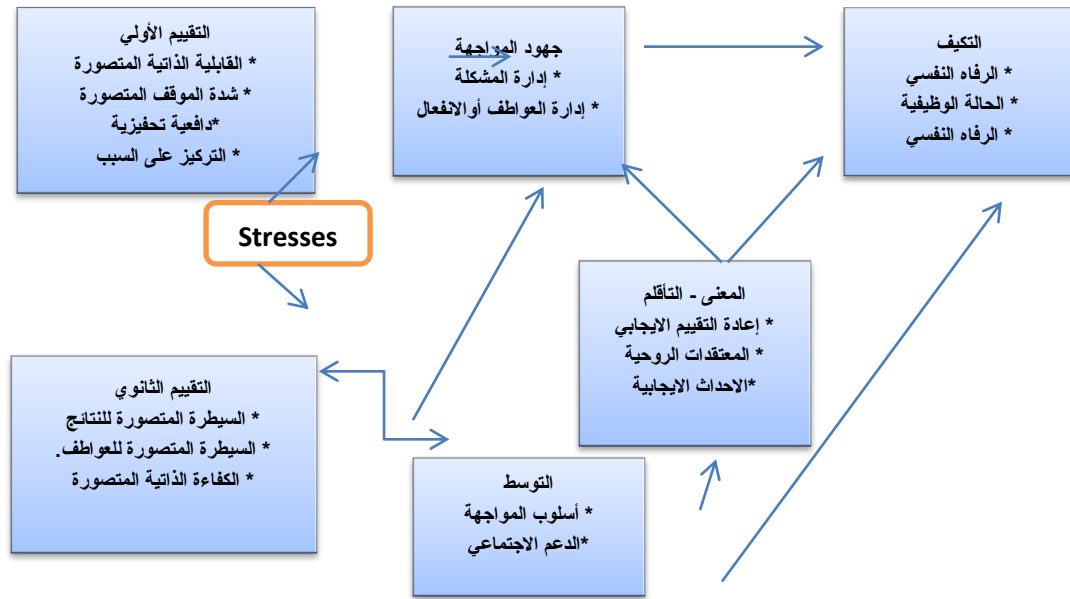 التقييم الأولي
* القابلية الذاتية المتصورة
* شدة الموقف المتصورة
*دافعية تحفيزية
* التركيز على السبب
جهود المواجهة
* إدارة المشكلة
* إدارة العواطف أوالانفعال
التكيف
* الرفاه النفسي
* الحالة الوظيفية
* الرفاه النفسي
Stresses
المعنى - التأقلم
* إعادة التقييم الايجابي
* المعتقدات الروحية
*الاحداث الايجابية
التقييم الثانوي
* السيطرة المتصورة للنتائج
* السيطرة المتصورة للعواطف.
* الكفاءة الذاتية المتصورة
التوسط
* أسلوب المواجهة
*الدعم الاجتماعي